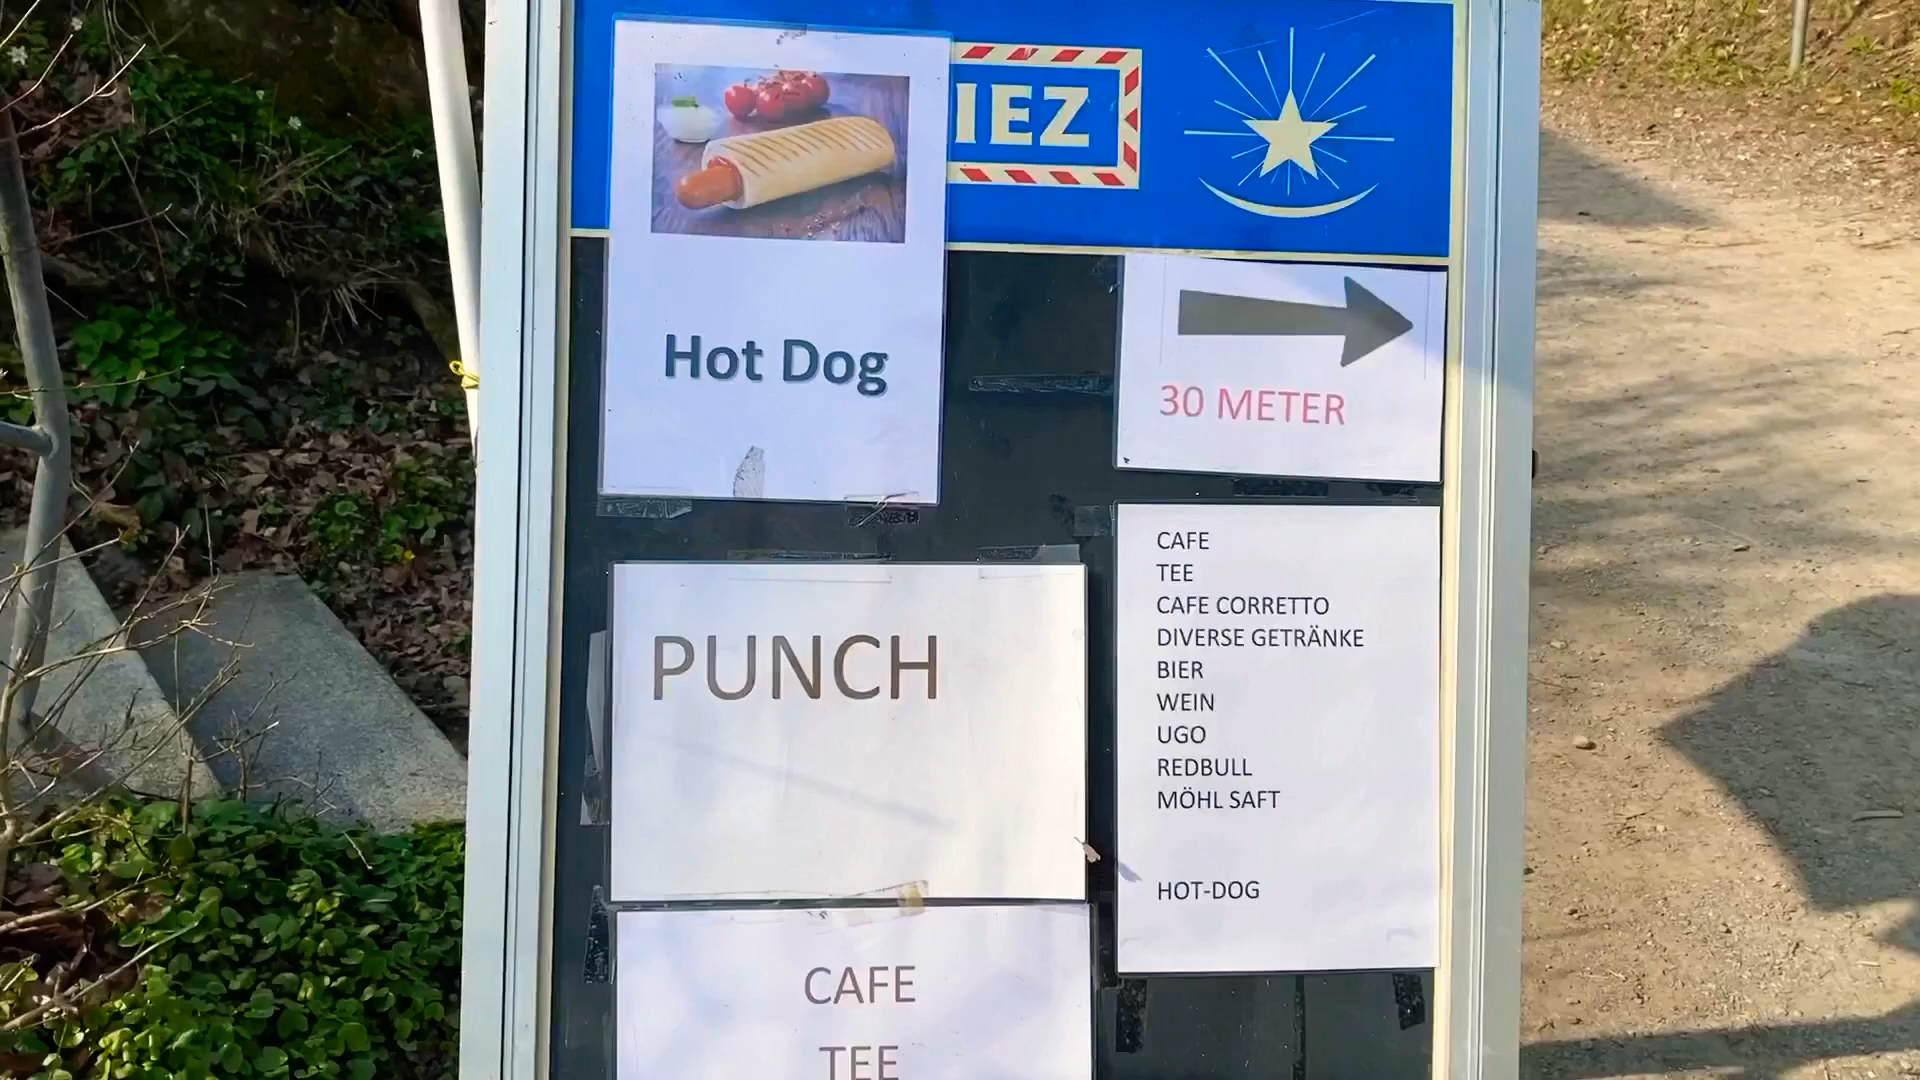 IEZ
Hot Dog
30 METER
PUNCH
CAFE
TEE
CAFE
TEE
CAFE CORRETTO
DIVERSE GETRÄNKE
BIER
WEIN
UGO
REDBULL
MÖHL SAFT
HOT-DOG